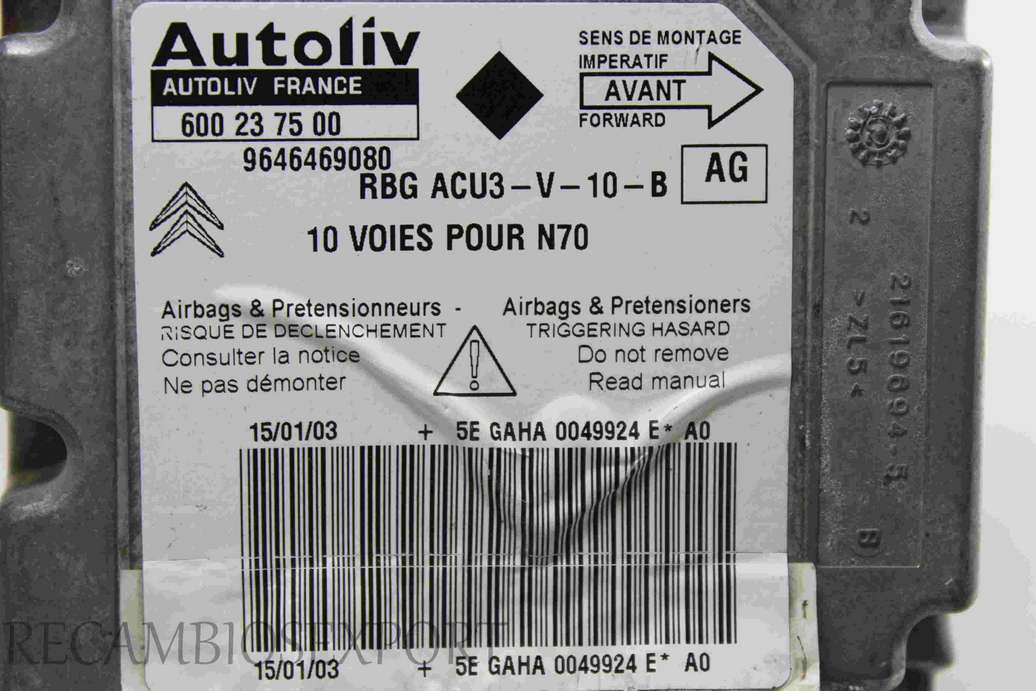 Autoliv
AUTOLIV FRANCE
600 23 75 00
9646469080
SENS DE MONTAGE
IMPERATIF
AVANT
FORWARD
RBG ACU3-V-10-B
AG
10 VOIES POUR N70
Airbags & Pretensionneurs - Airbags & Pretensioners
RISQUE DE DECLENCHEMENT
Consulter la notice
Ne pas démonter
TRIGGERING HASARD
Do not remove
Read manual
!
15/01/03 + 5E GAHA 0049924 E* A0
15/01/03 + 5E GAHA 0049924 E* A0
2
>ZL5<
B
21619694-5
RECAMBIOSEXPORT